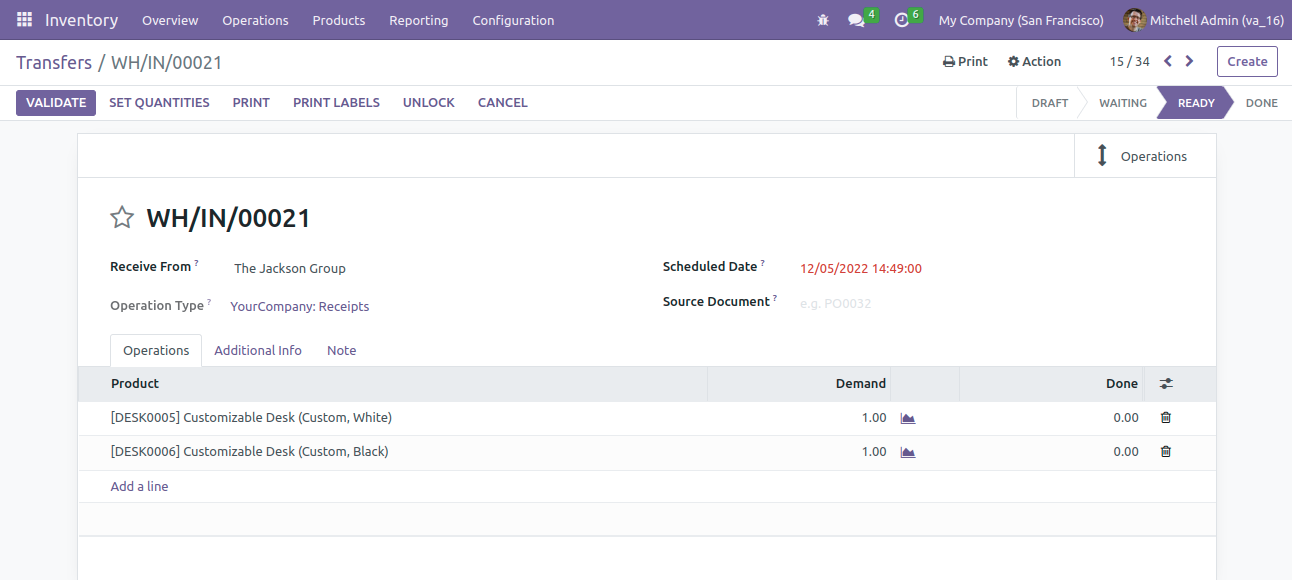 Inventory Overview Operations Products Reporting Configuration 4 6 My Company (San Francisco) Mitchell Admin (va_16)
Transfers / WH/IN/00021 Print Action 15 / 34 Create
VALIDATE SET QUANTITIES PRINT PRINT LABELS UNLOCK CANCEL DRAFT WAITING READY DONE
Operations
WH/IN/00021
Receive From ? The Jackson Group Scheduled Date ? 12/05/2022 14:49:00
Operation Type ? YourCompany: Receipts Source Document ? e.g. PO0032
Operations Additional Info Note
Product Demand Done
[DESK0005] Customizable Desk (Custom, White) 1.00 0.00
[DESK0006] Customizable Desk (Custom, Black) 1.00 0.00
Add a line